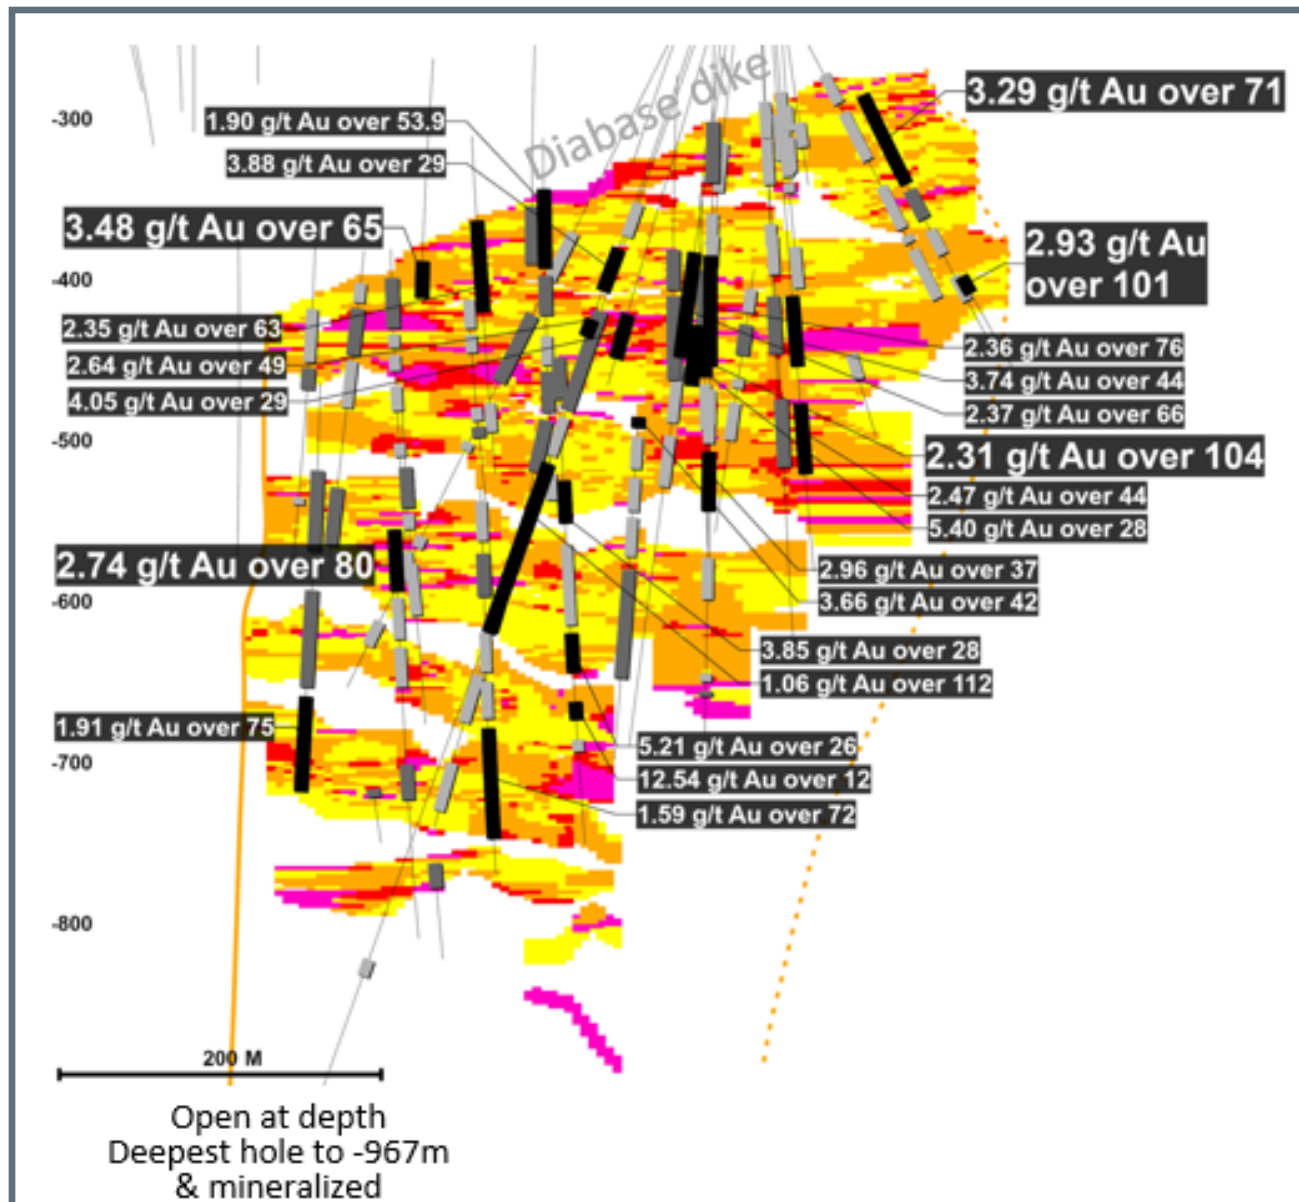 Diabase dike
-300
1.90 g/t Au over 53.9
3.88 g/t Au over 29
3.29 g/t Au over 71
3.48 g/t Au over 65
2.93 g/t Au
over 101
-400
2.35 g/t Au over 63
2.64 g/t Au over 49
4.05 g/t Au over 29
2.36 g/t Au over 76
3.74 g/t Au over 44
2.37 g/t Au over 66
-500
2.31 g/t Au over 104
2.47 g/t Au over 44
5.40 g/t Au over 28
2.74 g/t Au over 80
2.96 g/t Au over 37
3.66 g/t Au over 42
-600
3.85 g/t Au over 28
1.06 g/t Au over 112
1.91 g/t Au over 75
5.21 g/t Au over 26
-700
12.54 g/t Au over 12
1.59 g/t Au over 72
-800
200 M
Open at depth
Deepest hole to -967m
& mineralized